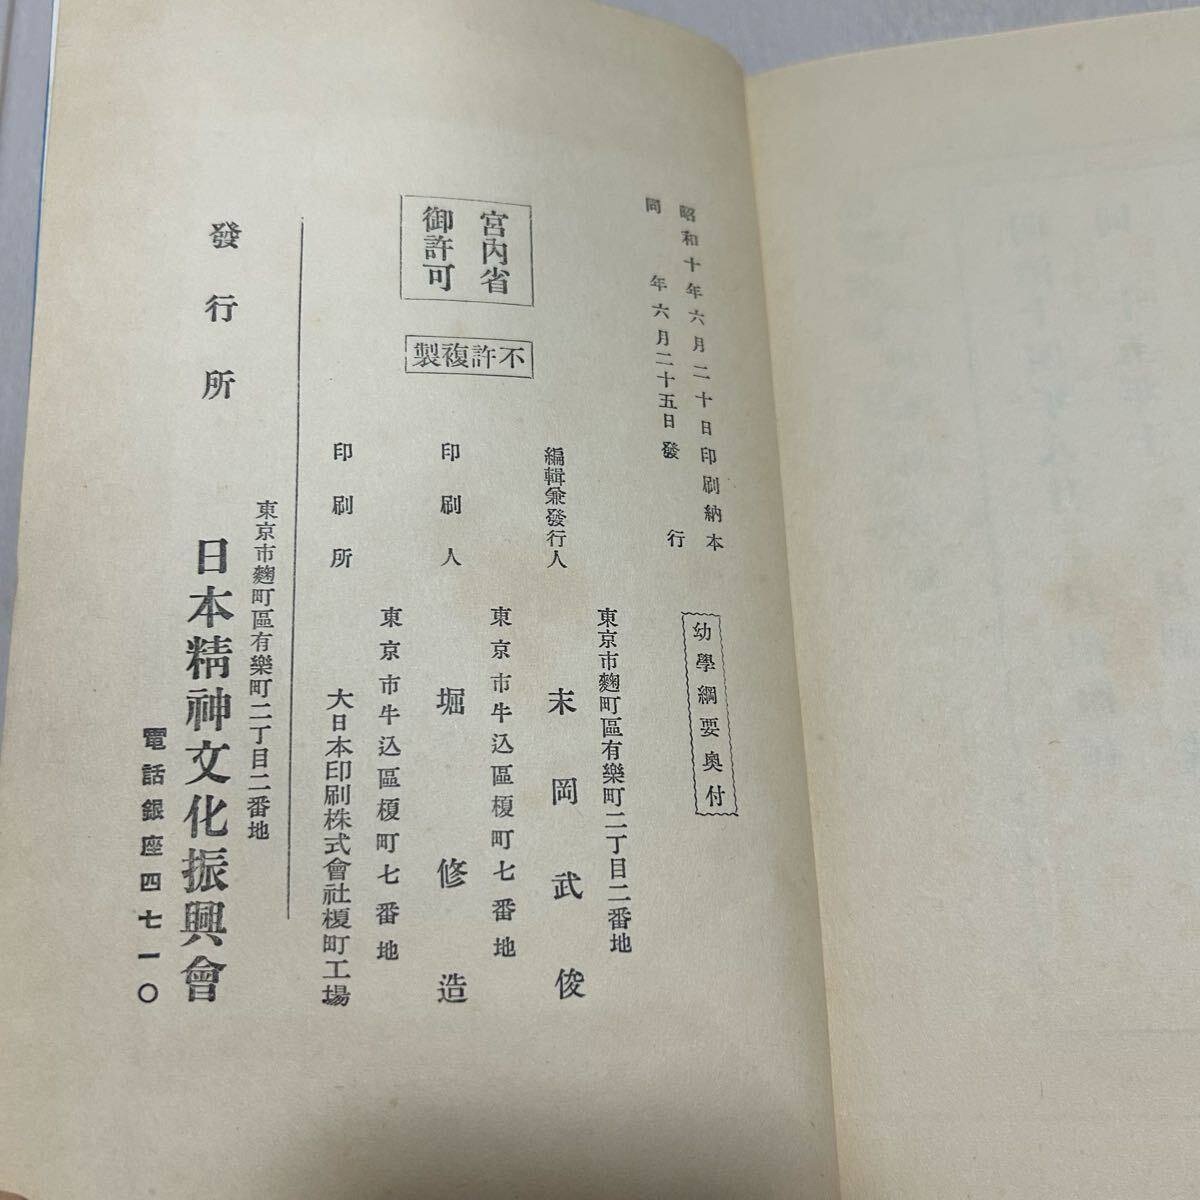 昭和十年六月二十日印刷納本
同年六月二十五日發行
幼學綱要奥付
宮内省
御許可
不許複製
東京市麴町區有樂町二丁目二番地
編輯兼發行人 末岡武俊
東京市牛込區榎町七番地
印刷人 堀修造
東京市牛込區榎町七番地
印刷所 大日本印刷株式會社榎町工場
東京市麴町區有樂町二丁目二番地
發行所 日本精神文化振興會
電話銀座四七一〇